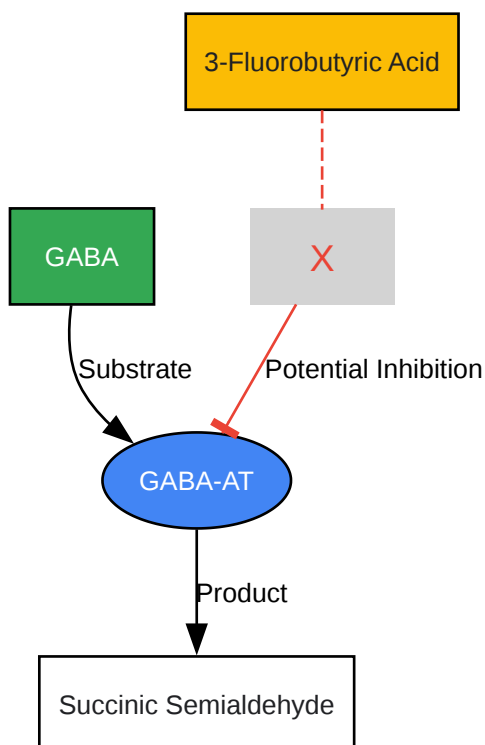 3-Fluorobutyric Acid
GABA
X
Substrate
Potential Inhibition
GABA-AT
Product
Succinic Semialdehyde